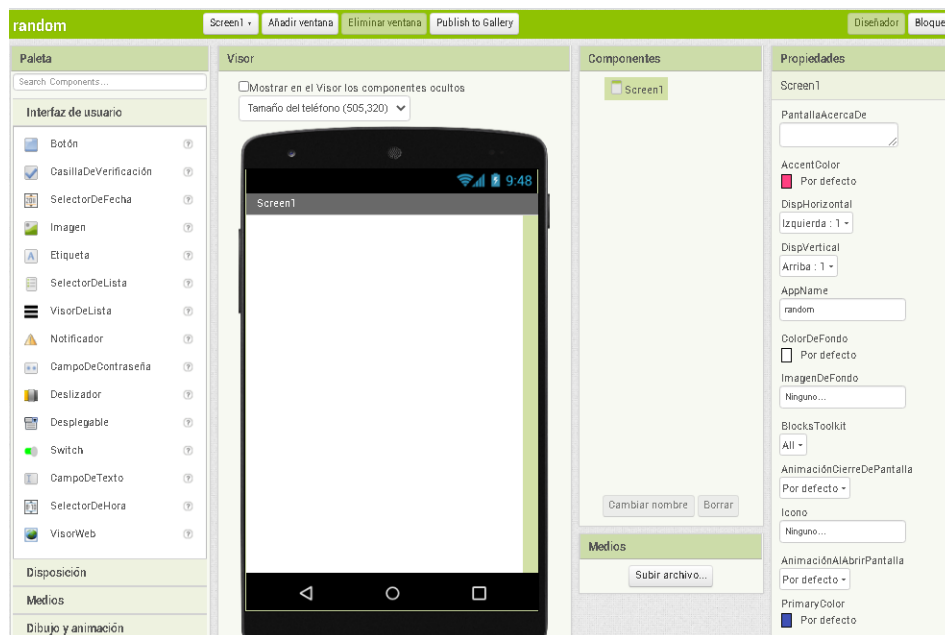 random
Screen1
Añadir ventana
Eliminar ventana
Publish to Gallery
Diseñador
Bloque
Paleta
Search Components...
Interfaz de usuario
Botón
CasillaDeVerificación
SelectorDeFecha
Imagen
Etiqueta
SelectorDeLista
VisorDeLista
Notificador
CampoDeContraseña
Deslizador
Desplegable
Switch
CampoDeTexto
SelectorDeHora
VisorWeb
Disposición
Medios
Dibujo y animación
Visor
Mostrar en el Visor los componentes ocultos
Tamaño del teléfono (505,320)
9:48
Screen1
Componentes
Screen1
Cambiar nombre
Borrar
Medios
Subir archivo...
Propiedades
Screen1
PantallaAcercaDe
AccentColor
Por defecto
DispHorizontal
Izquierda : 1
DispVertical
Arriba : 1
AppName
random
ColorDeFondo
Por defecto
ImagenDeFondo
Ninguno...
BlocksToolkit
All
AnimaciónCierreDePantalla
Por defecto
Icono
Ninguno...
AnimaciónAlAbrirPantalla
Por defecto
PrimaryColor
Por defecto